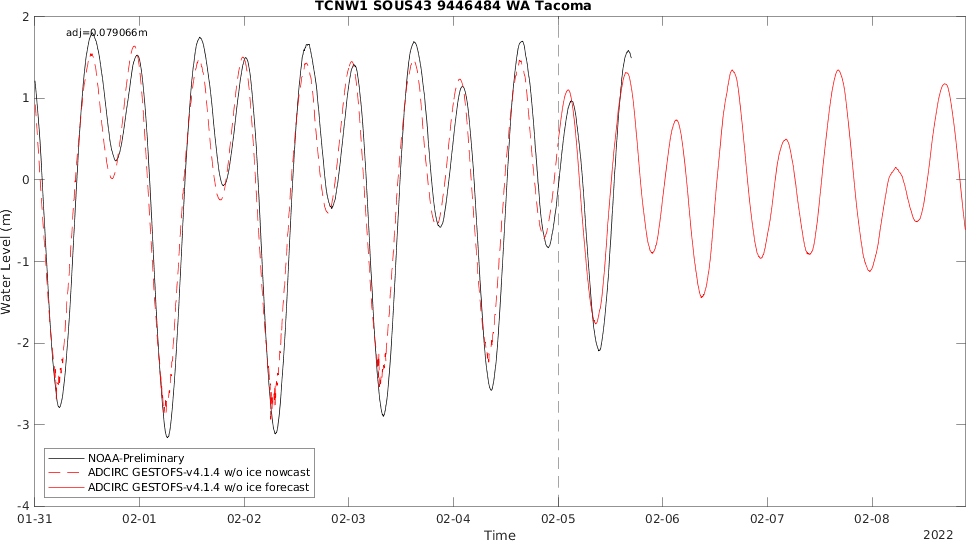 TCNW1 SOUS43 9446484 WA Tacoma
adj=0.079066m
2
1
0
-1
-2
-3
-4
Water Level (m)
NOAA-Preliminary
ADCIRC GESTOFS-v4.1.4 w/o ice nowcast
ADCIRC GESTOFS-v4.1.4 w/o ice forecast
01-31 02-01 02-02 02-03 02-04 02-05 02-06 02-07 02-08
Time
2022